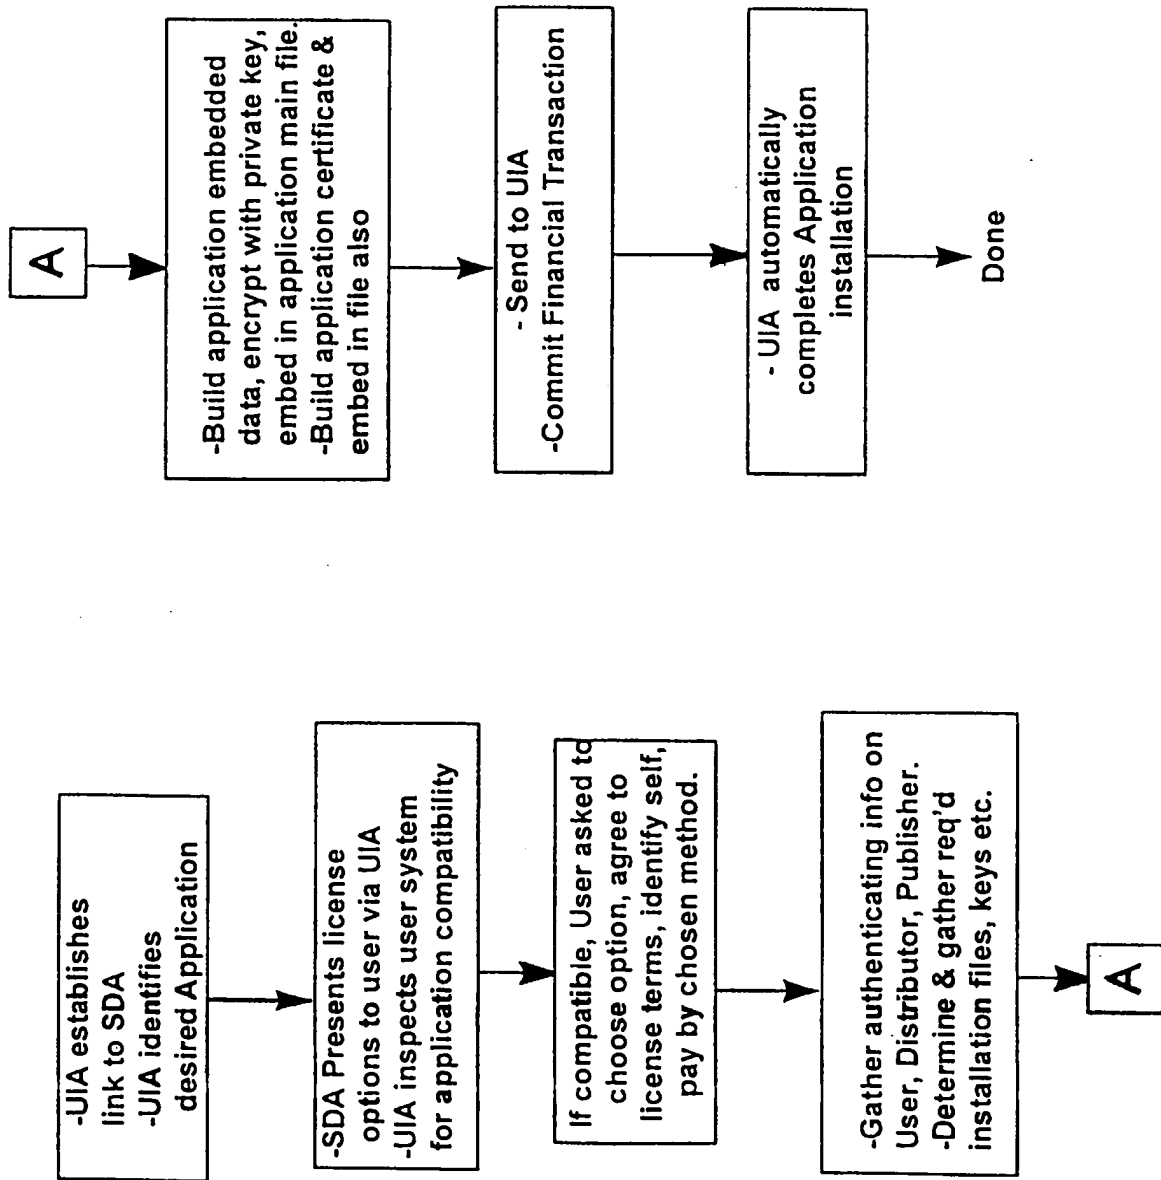 -UIA establishes
link to SDA
-UIA identifies
desired Application
-SDA Presents license
options to user via UIA
-UIA inspects user system
for application compatibility
If compatible, User asked to
choose option, agree to
license terms, identify self,
pay by chosen method.
-Gather authenticating info on
User, Distributor, Publisher.
-Determine & gather req'd
installation files, keys etc.
A
A
-Build application embedded
data, encrypt with private key,
embed in application main file.
-Build application certificate &
embed in file also
- Send to UIA
-Commit Financial Transaction
- UIA automatically
completes Application
installation
Done